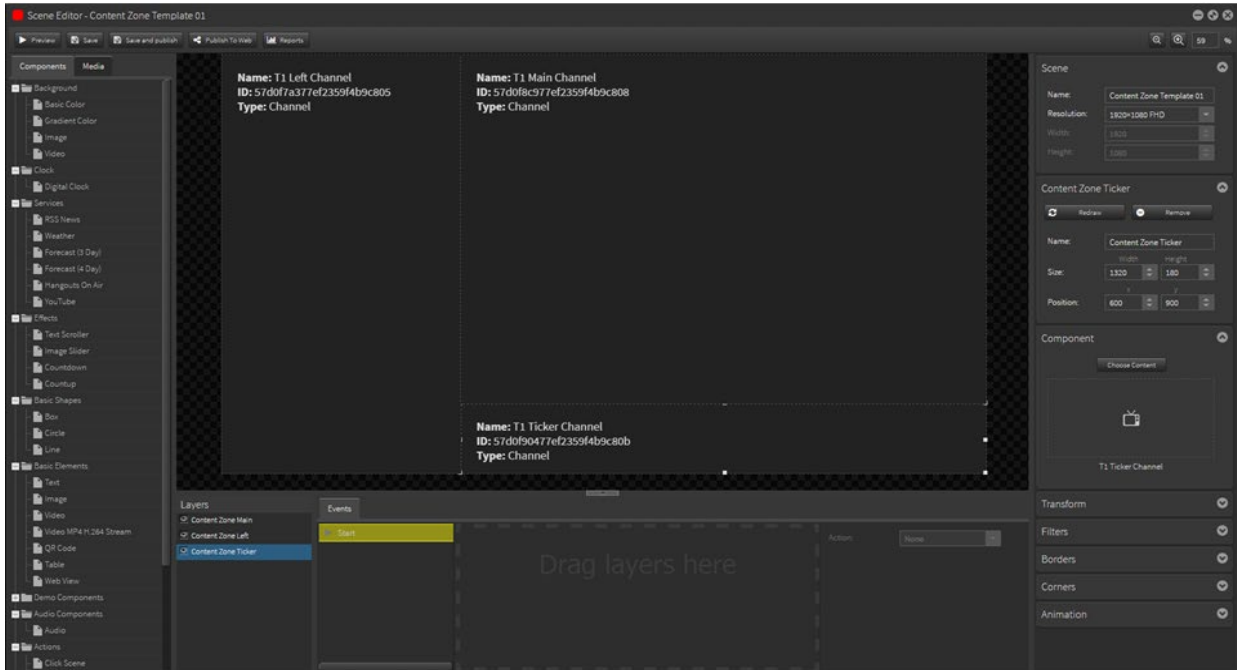 Scene Editor - Content Zone Template 01
Preview Save Save and publish Publish To Web Reports
59 %
Components Media
Background
Basic Color
Gradient Color
Image
Video
Clock
Digital Clock
Services
RSS News
Weather
Forecast (3 Day)
Forecast (4 Day)
Hangouts On Air
YouTube
Effects
Text Scroller
Image Slider
Countdown
Countup
Basic Shapes
Box
Circle
Line
Basic Elements
Text
Image
Video
Video MP4 H.264 Stream
QR Code
Table
Web View
Demo Components
Audio Components
Audio
Actions
Click Scene
Name: T1 Left Channel
ID: 57d0f7a377ef2359f4b9c805
Type: Channel
Name: T1 Main Channel
ID: 57d0f8c977ef2359f4b9c808
Type: Channel
Name: T1 Ticker Channel
ID: 57d0f90477ef2359f4b9c80b
Type: Channel
Layers
Content Zone Main
Content Zone Left
Content Zone Ticker
Events
Start
Drag layers here
Action: None
Scene
Name: Content Zone Template 01
Resolution: 1920×1080 FHD
Width: 1920
Height: 1080
Content Zone Ticker
Redraw Remove
Name: Content Zone Ticker
Width Height
Size: 1320 180
x y
Position: 600 900
Component
Choose Content
T1 Ticker Channel
Transform
Filters
Borders
Corners
Animation